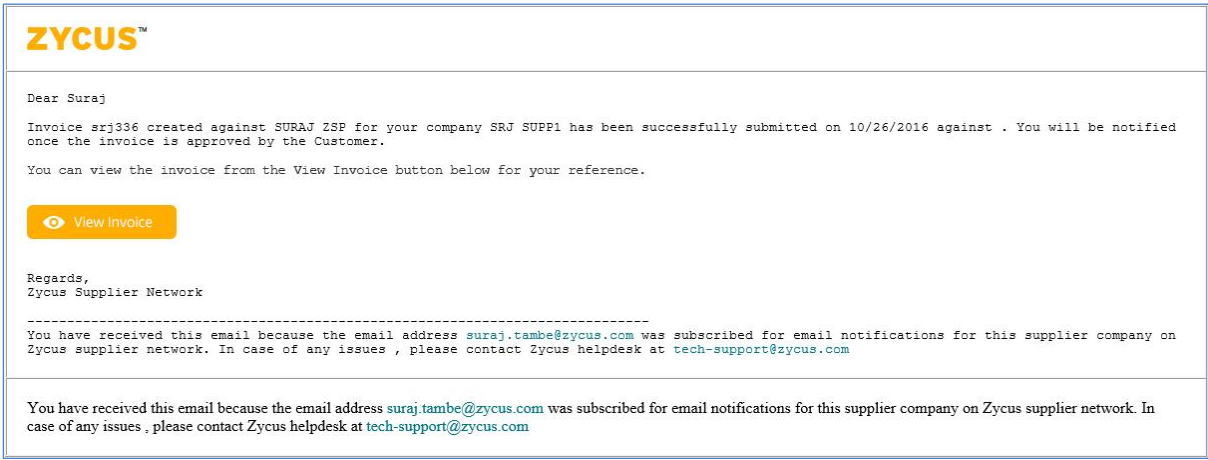 ZYCUS™
Dear Suraj
Invoice srj336 created against SURAJ ZSP for your company SRJ SUPP1 has been successfully submitted on 10/26/2016 against . You will be notified
once the invoice is approved by the Customer.
You can view the invoice from the View Invoice button below for your reference.
View Invoice
Regards,
Zycus Supplier Network
------------------------------------------------------------------------------
You have received this email because the email address suraj.tambe@zycus.com was subscribed for email notifications for this supplier company on
Zycus supplier network. In case of any issues , please contact Zycus helpdesk at tech-support@zycus.com
You have received this email because the email address suraj.tambe@zycus.com was subscribed for email notifications for this supplier company on Zycus supplier network. In
case of any issues , please contact Zycus helpdesk at tech-support@zycus.com